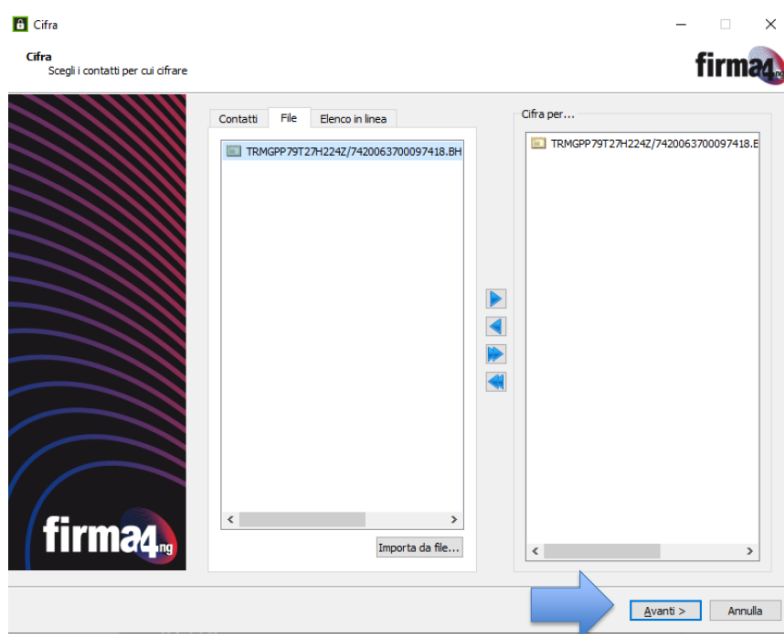 Cifra
Cifra
Scegli i contatti per cui cifrare
firma4ng
Contatti
File
Elenco in linea
Cifra per...
TRMGPP79T27H224Z/7420063700097418.BH
TRMGPP79T27H224Z/7420063700097418.E
firma4ng
Importa da file...
Avanti >
Annulla